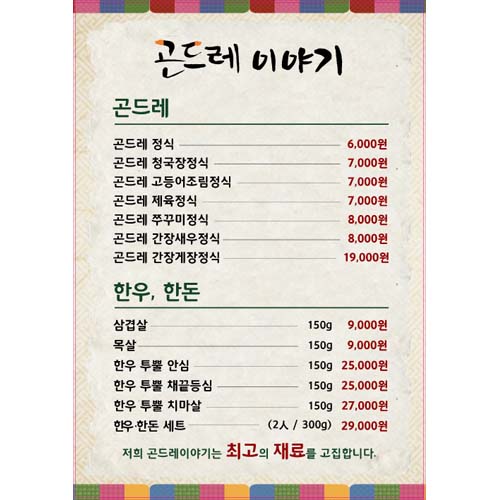 곤드레 이야기
곤드레
곤드레 정식 6,000원
곤드레 청국장정식 7,000원
곤드레 고등어조림정식 7,000원
곤드레 제육정식 7,000원
곤드레 쭈꾸미정식 8,000원
곤드레 간장새우정식 8,000원
곤드레 간장게장정식 19,000원
한우, 한돈
삼겹살 150g 9,000원
목살 150g 9,000원
한우 투뿔 안심 150g 25,000원
한우 투뿔 채끝등심 150g 25,000원
한우 투뿔 치마살 150g 27,000원
한우·한돈 세트 (2人 / 300g) 29,000원
저희 곤드레이야기는 최고의 재료를 고집합니다.